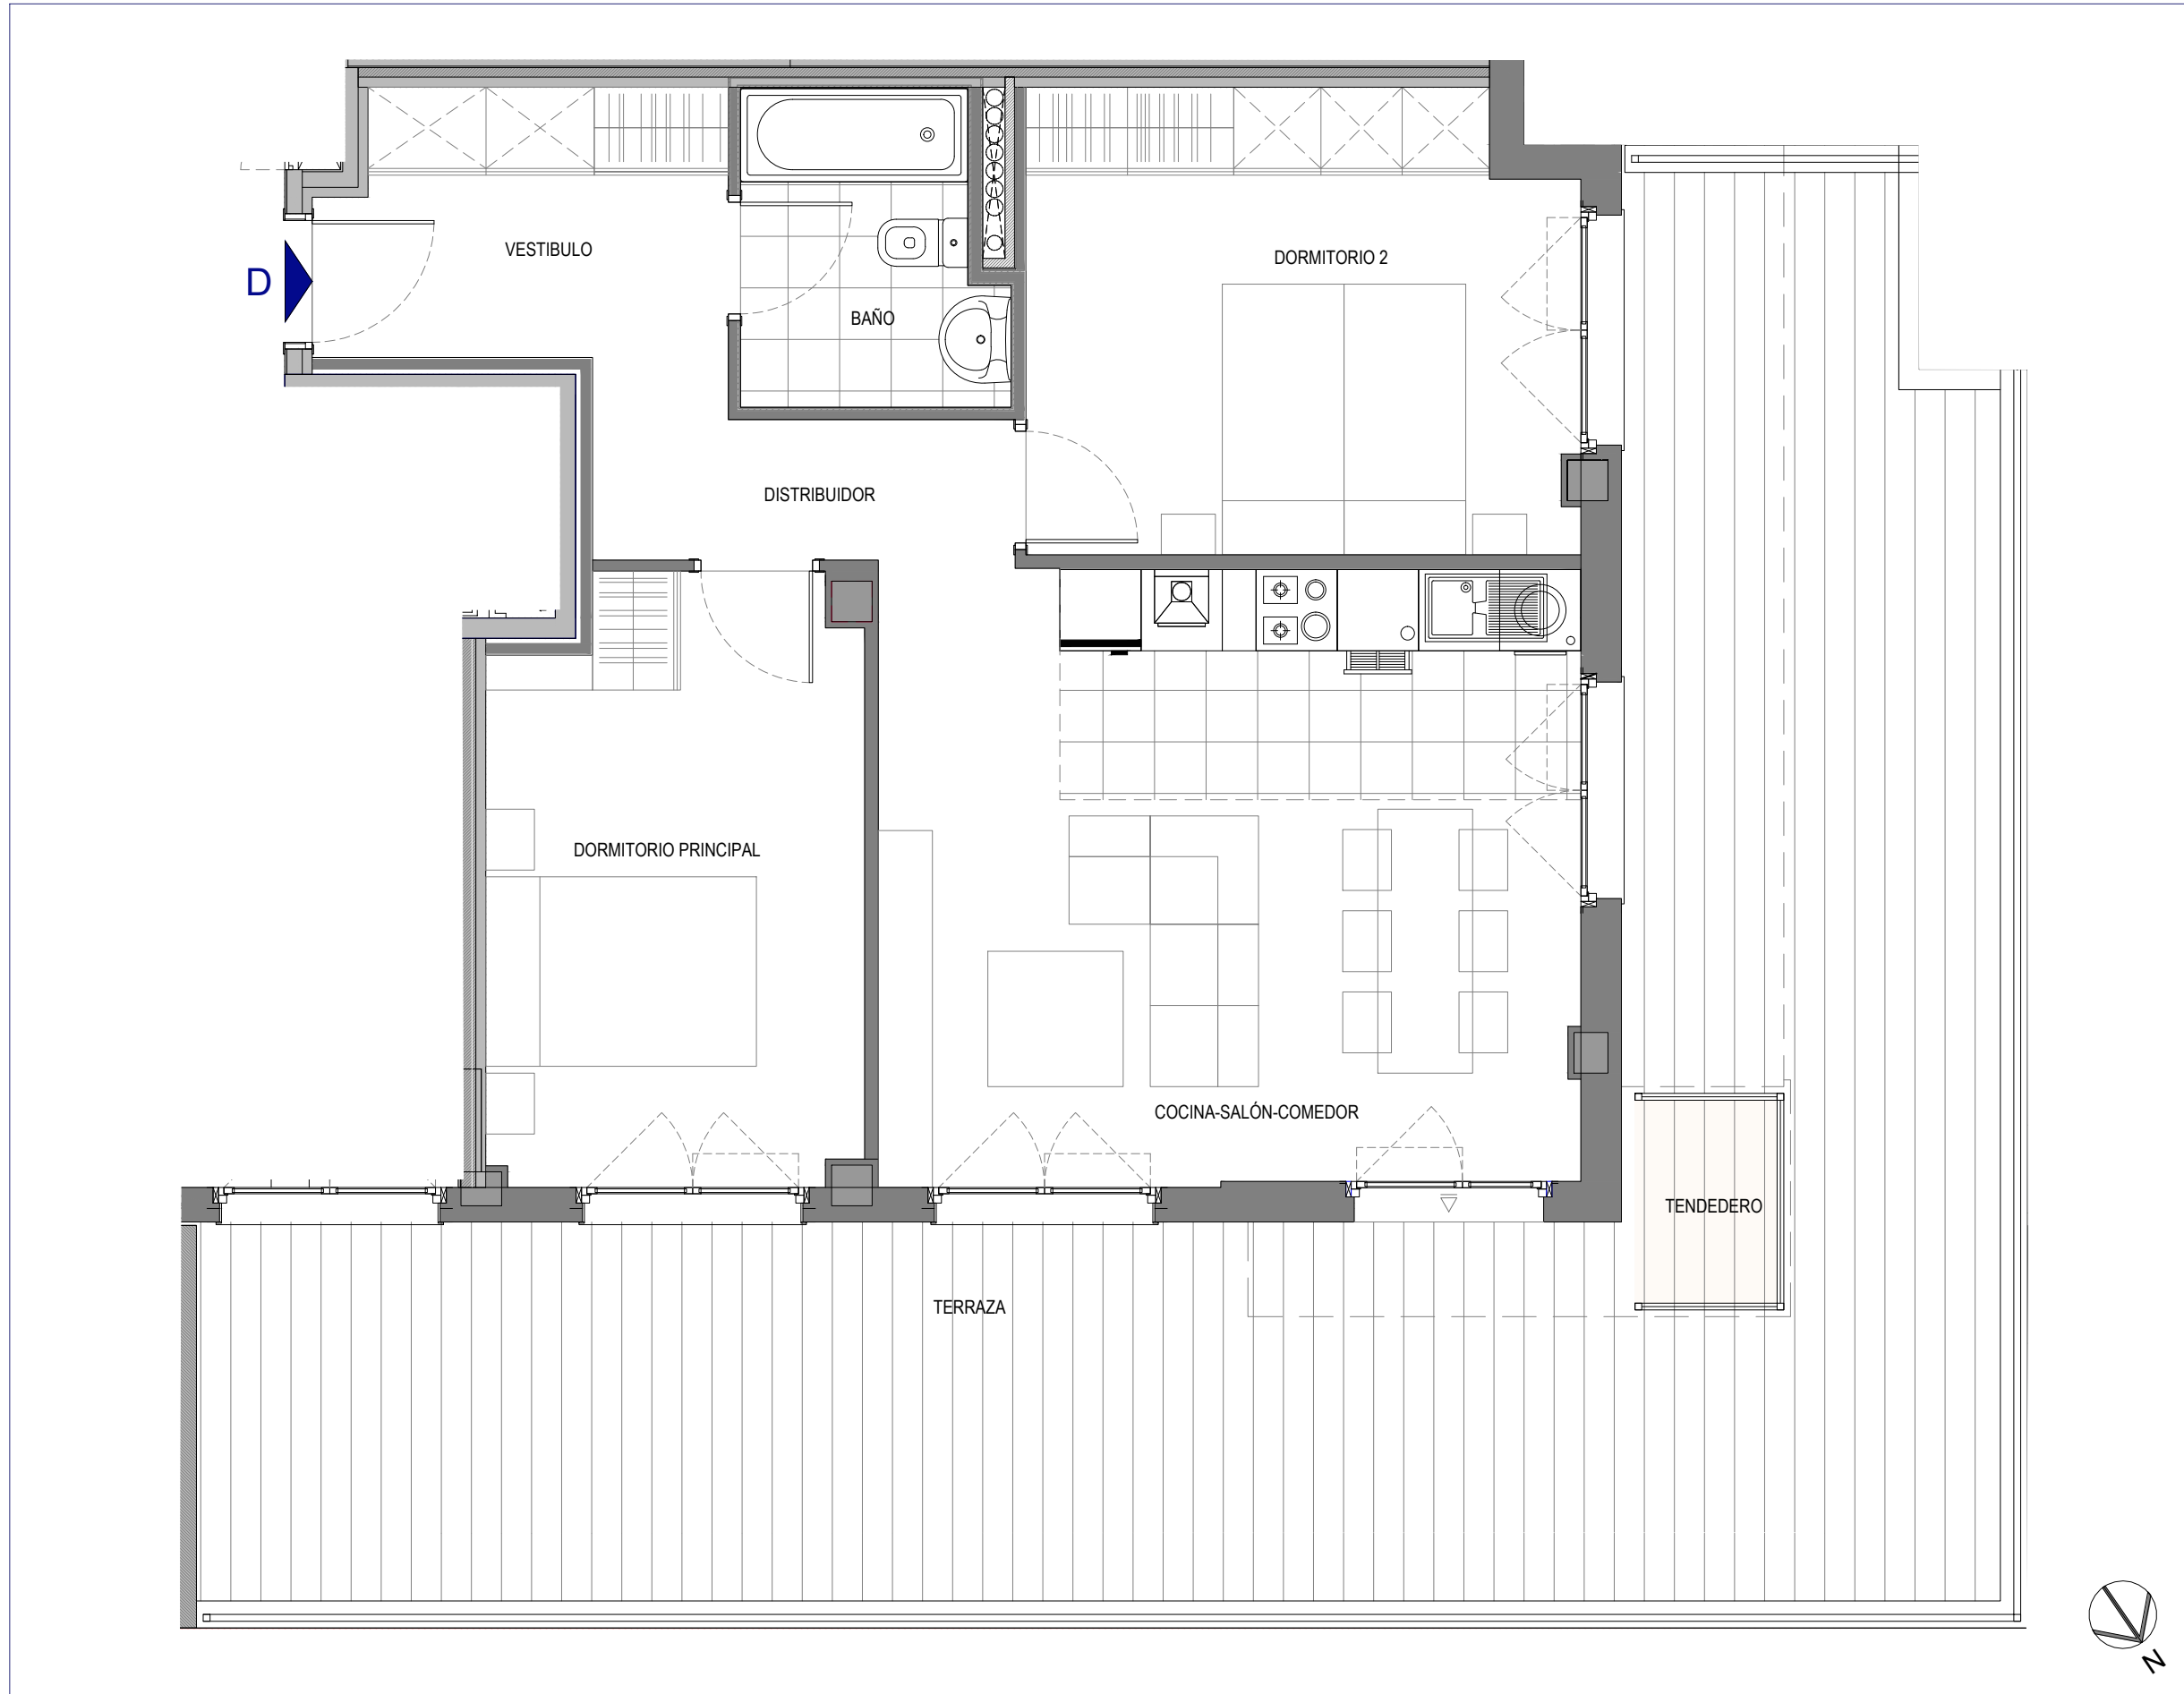 VESTIBULO
DORMITORIO 2
D
BAÑO
DISTRIBUIDOR
DORMITORIO PRINCIPAL
COCINA-SALÓN-COMEDOR
TENDEDERO
TERRAZA
N